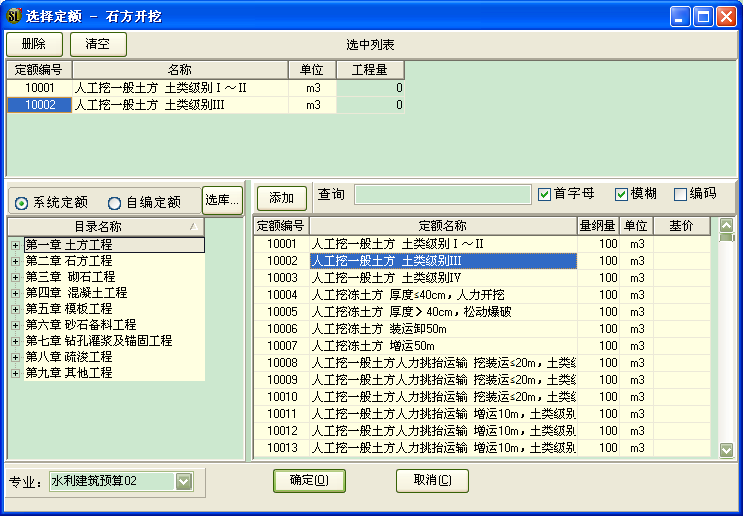 选择定额 - 石方开挖
删除 清空 选中列表
定额编号 名称 单位 工程量
10001 人工挖一般土方 土类级别Ⅰ～Ⅱ m3 0
10002 人工挖一般土方 土类级别III m3 0
系统定额 自编定额 选库...
目录名称
第一章 土方工程
第二章 石方工程
第三章 砌石工程
第四章 混凝土工程
第五章 模板工程
第六章 砂石备料工程
第七章 钻孔灌浆及锚固工程
第八章 疏浚工程
第九章 其他工程
添加 查询 首字母 模糊 编码
定额编号 定额名称 量纲量 单位 基价
10001 人工挖一般土方 土类级别Ⅰ～Ⅱ 100 m3
10002 人工挖一般土方 土类级别III 100 m3
10003 人工挖一般土方 土类级别IV 100 m3
10004 人工挖冻土方 厚度≤40cm，人力开挖 100 m3
10005 人工挖冻土方 厚度> 40cm，松动爆破 100 m3
10006 人工挖冻土方 装运卸50m 100 m3
10007 人工挖冻土方 增运50m 100 m3
10008 人工挖一般土方人力挑抬运输 挖装运≤20m，土类级 100 m3
10009 人工挖一般土方人力挑抬运输 挖装运≤20m，土类级 100 m3
10010 人工挖一般土方人力挑抬运输 挖装运≤20m，土类级 100 m3
10011 人工挖一般土方人力挑抬运输 增运10m，土类级别 100 m3
10012 人工挖一般土方人力挑抬运输 增运10m，土类级别 100 m3
10013 人工挖一般土方人力挑抬运输 增运10m，土类级别 100 m3
专业： 水利建筑预算02 确定(O) 取消(C)